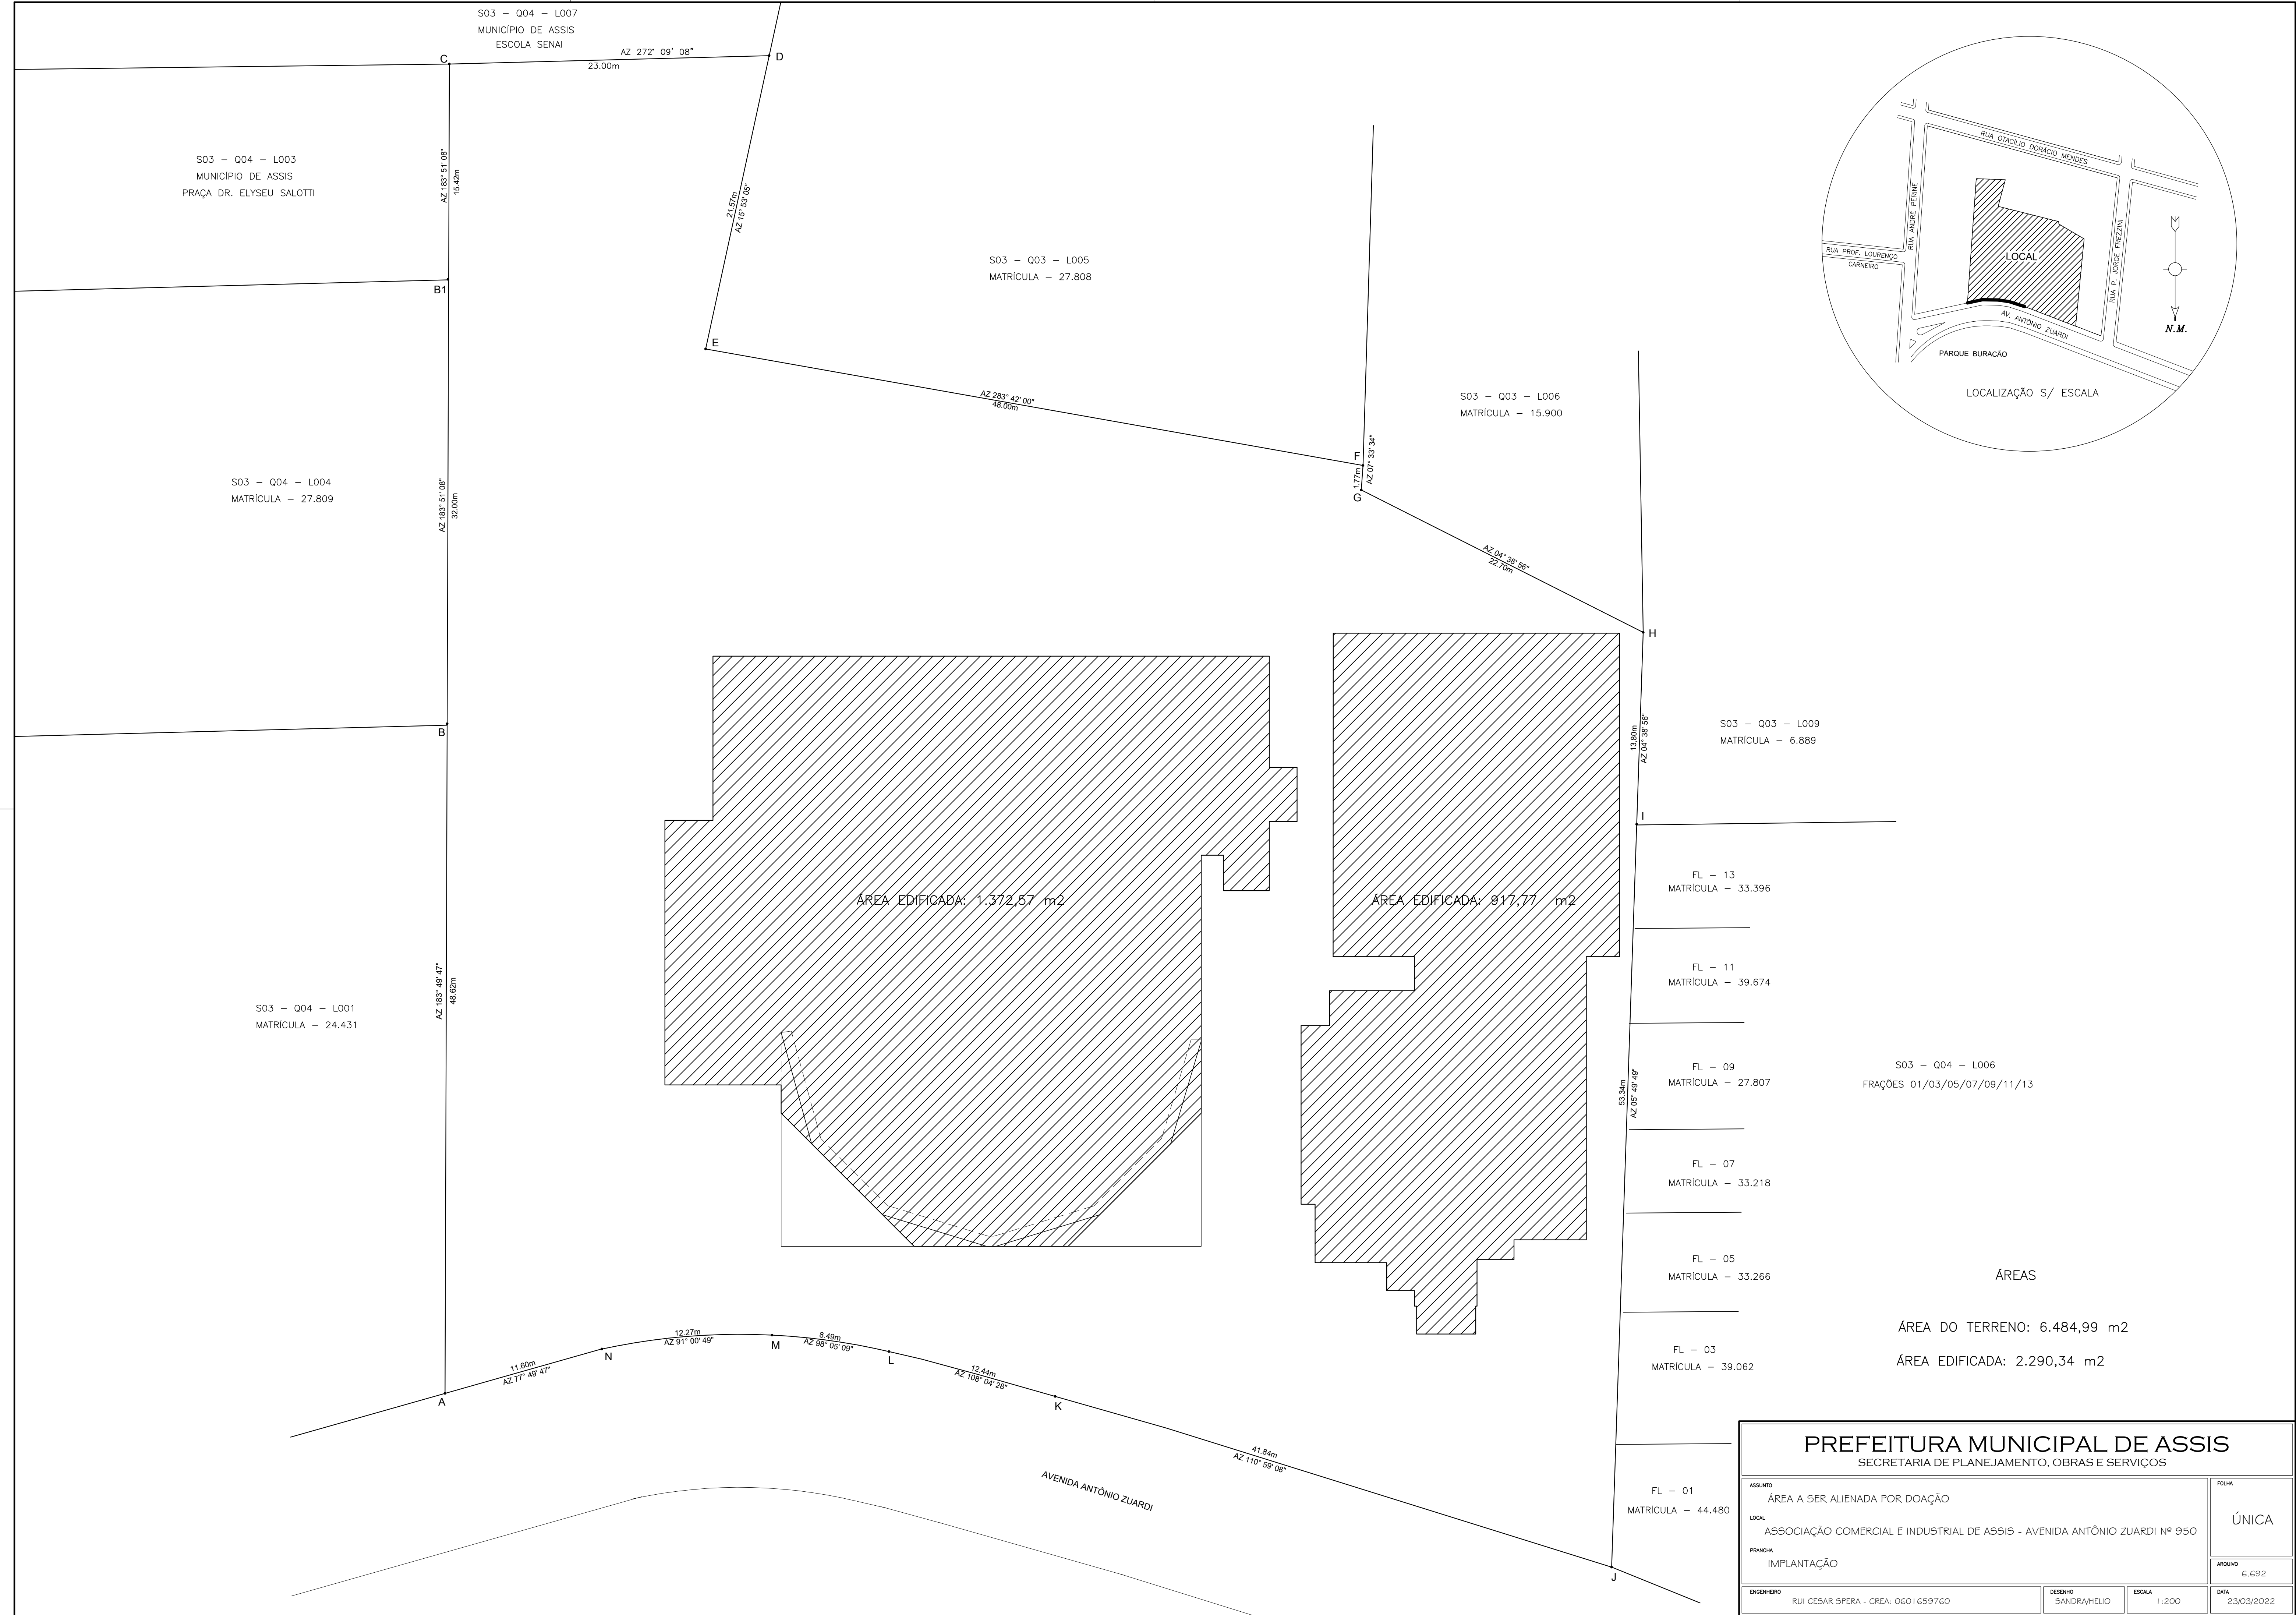 S03 - Q04 - L007
MUNICÍPIO DE ASSIS
ESCOLA SENAI
C
AZ 272° 09' 08"
23.00m
D
S03 - Q04 - L003
MUNICÍPIO DE ASSIS
PRAÇA DR. ELYSEU SALOTTI
AZ 183° 51' 08"
15.42m
B1
21.57m
AZ 15° 53' 05"
S03 - Q03 - L005
MATRÍCULA - 27.808
E
AZ 283° 42' 00"
48.00m
S03 - Q03 - L006
MATRÍCULA - 15.900
F
1.77m
AZ 07° 33' 34"
G
AZ 04° 38' 56"
22.70m
H
S03 - Q04 - L004
MATRÍCULA - 27.809
AZ 183° 51' 08"
32.00m
B
RUA OTACÍLIO DORÁCIO MENDES
RUA ANDRÉ PERINE
RUA PROF. LOURENÇO
CARNEIRO
LOCAL
RUA P. JORGE FREZZINI
AV. ANTÔNIO ZUARDI
N.M.
PARQUE BURACÃO
LOCALIZAÇÃO S/ ESCALA
13.80m
AZ 04° 38' 56"
S03 - Q03 - L009
MATRÍCULA - 6.889
I
ÁREA EDIFICADA: 1.372,57 m2
ÁREA EDIFICADA: 917,77 m2
FL - 13
MATRÍCULA - 33.396
FL - 11
MATRÍCULA - 39.674
FL - 09
MATRÍCULA - 27.807
S03 - Q04 - L006
FRAÇÕES 01/03/05/07/09/11/13
53.34m
AZ 05° 49' 49"
FL - 07
MATRÍCULA - 33.218
FL - 05
MATRÍCULA - 33.266
FL - 03
MATRÍCULA - 39.062
FL - 01
MATRÍCULA - 44.480
S03 - Q04 - L001
MATRÍCULA - 24.431
AZ 183° 49' 47"
48.62m
A
11.60m
AZ 77° 49' 47"
N
12.27m
AZ 91° 00' 49"
M
8.49m
AZ 98° 05' 09"
L
12.44m
AZ 108° 04' 28"
K
41.84m
AZ 110° 59' 08"
J
AVENIDA ANTÔNIO ZUARDI
ÁREAS
ÁREA DO TERRENO: 6.484,99 m2
ÁREA EDIFICADA: 2.290,34 m2
PREFEITURA MUNICIPAL DE ASSIS
SECRETARIA DE PLANEJAMENTO, OBRAS E SERVIÇOS
ASSUNTO
ÁREA A SER ALIENADA POR DOAÇÃO
LOCAL
ASSOCIAÇÃO COMERCIAL E INDUSTRIAL DE ASSIS - AVENIDA ANTÔNIO ZUARDI Nº 950
PRANCHA
IMPLANTAÇÃO
FOLHA
ÚNICA
ARQUIVO
6.692
ENGENHEIRO
RUI CESAR SPERA - CREA: 0601659760
DESENHO
SANDRA/HELIO
ESCALA
1:200
DATA
23/03/2022